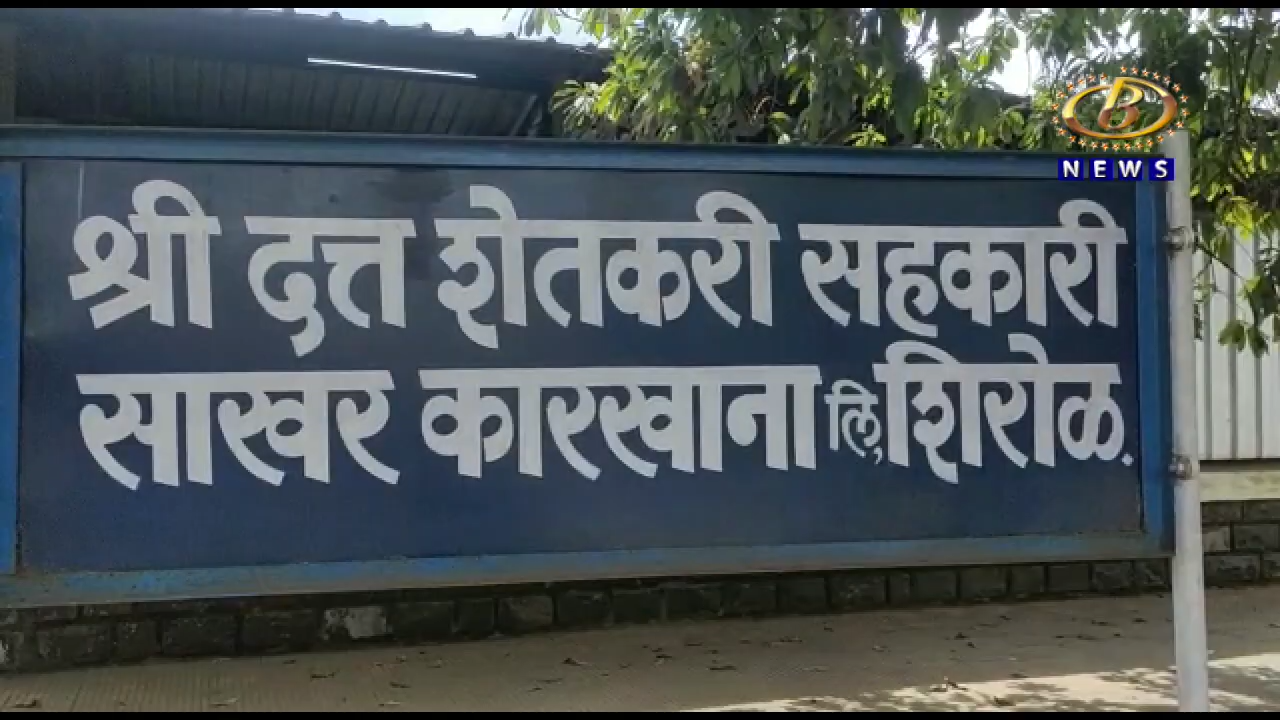 B
NEWS
श्री दत्त शेतकरी सहकारी
साखर कारखाना लि, शिरोळ.